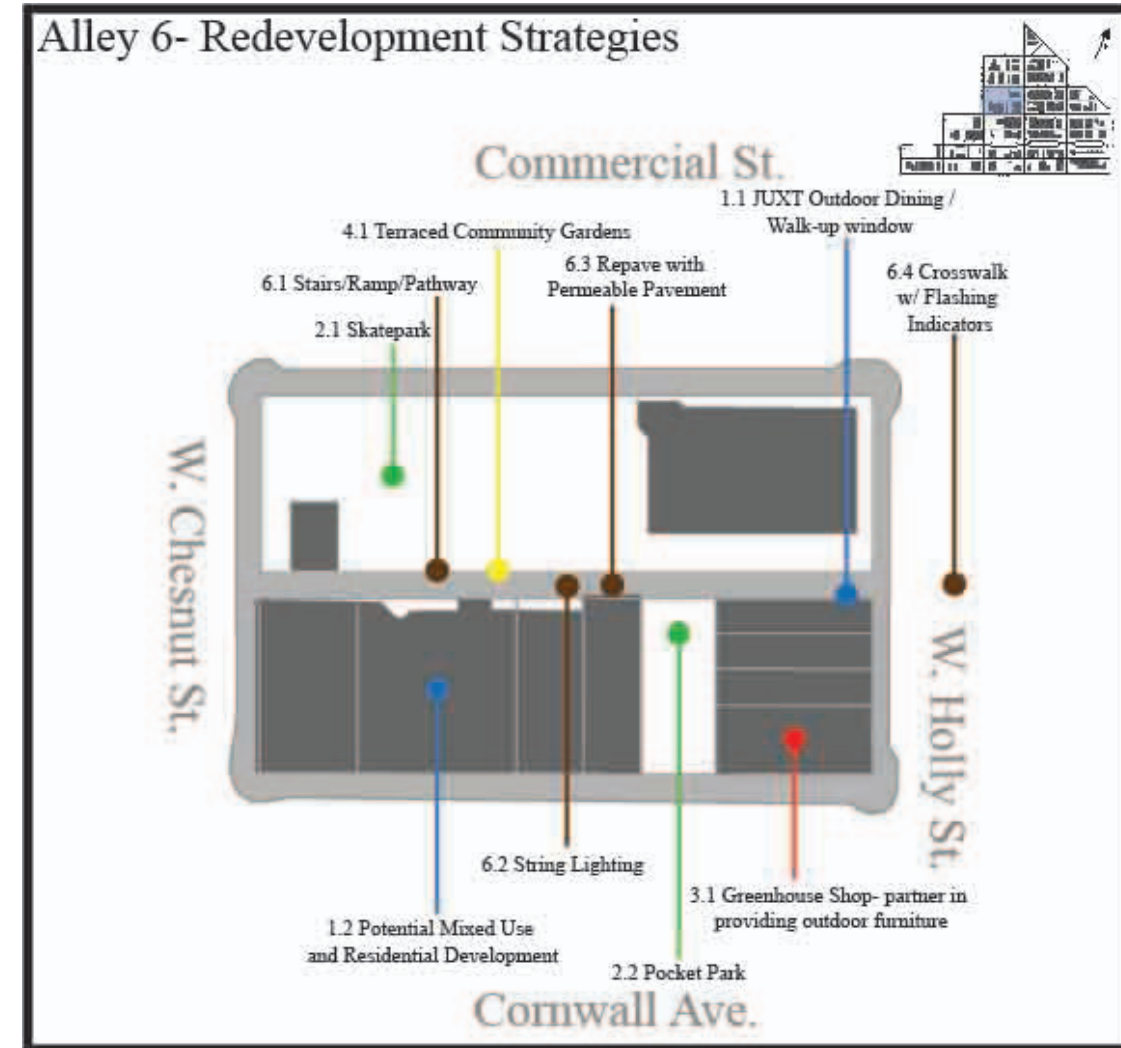 Alley 6- Redevelopment Strategies
Commercial St.
1.1 JUXT Outdoor Dining /
Walk-up window
4.1 Terraced Community Gardens
6.3 Repave with
Permeable Pavement
6.4 Crosswalk
w/ Flashing
Indicators
6.1 Stairs/Ramp/Pathway
2.1 Skatepark
W. Chesnut St.
W. Holly St.
6.2 String Lighting
3.1 Greenhouse Shop- partner in
providing outdoor furniture
1.2 Potential Mixed Use
and Residential Development
2.2 Pocket Park
Cornwall Ave.